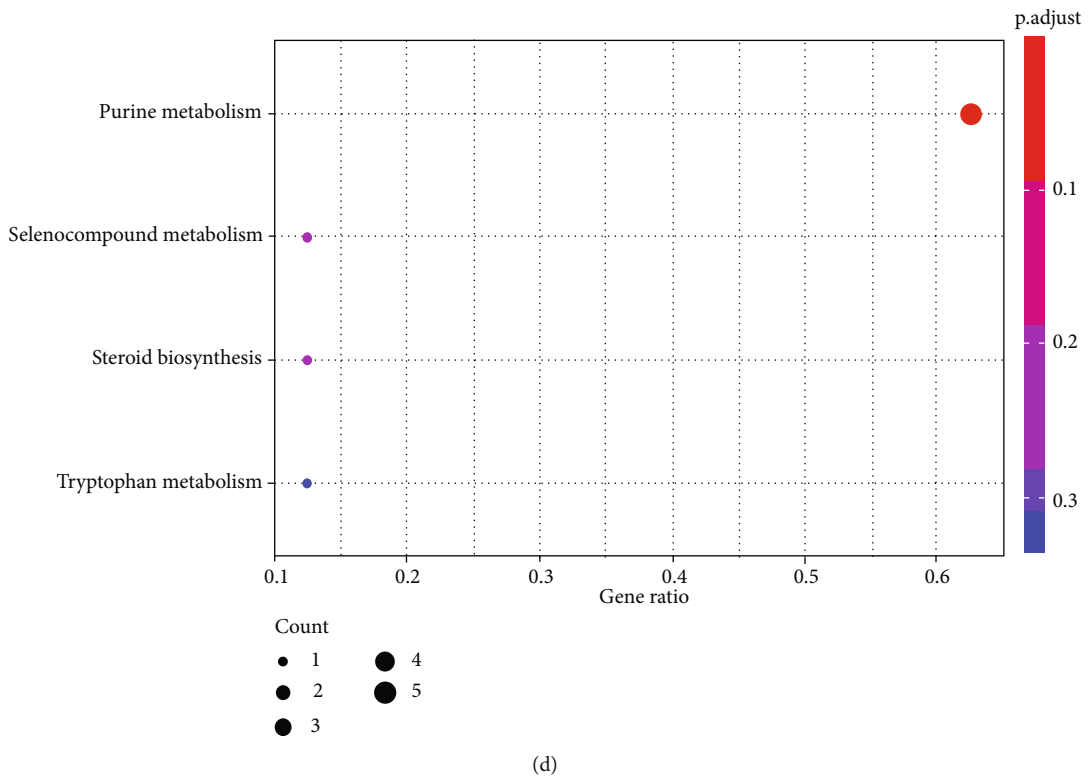 p.adjust
Purine metabolism
Selenocompound metabolism
Steroid biosynthesis
Tryptophan metabolism
0.1
0.2
0.3
0.1 0.2 0.3 0.4 0.5 0.6
Gene ratio
Count
1 4
2 5
3
(d)